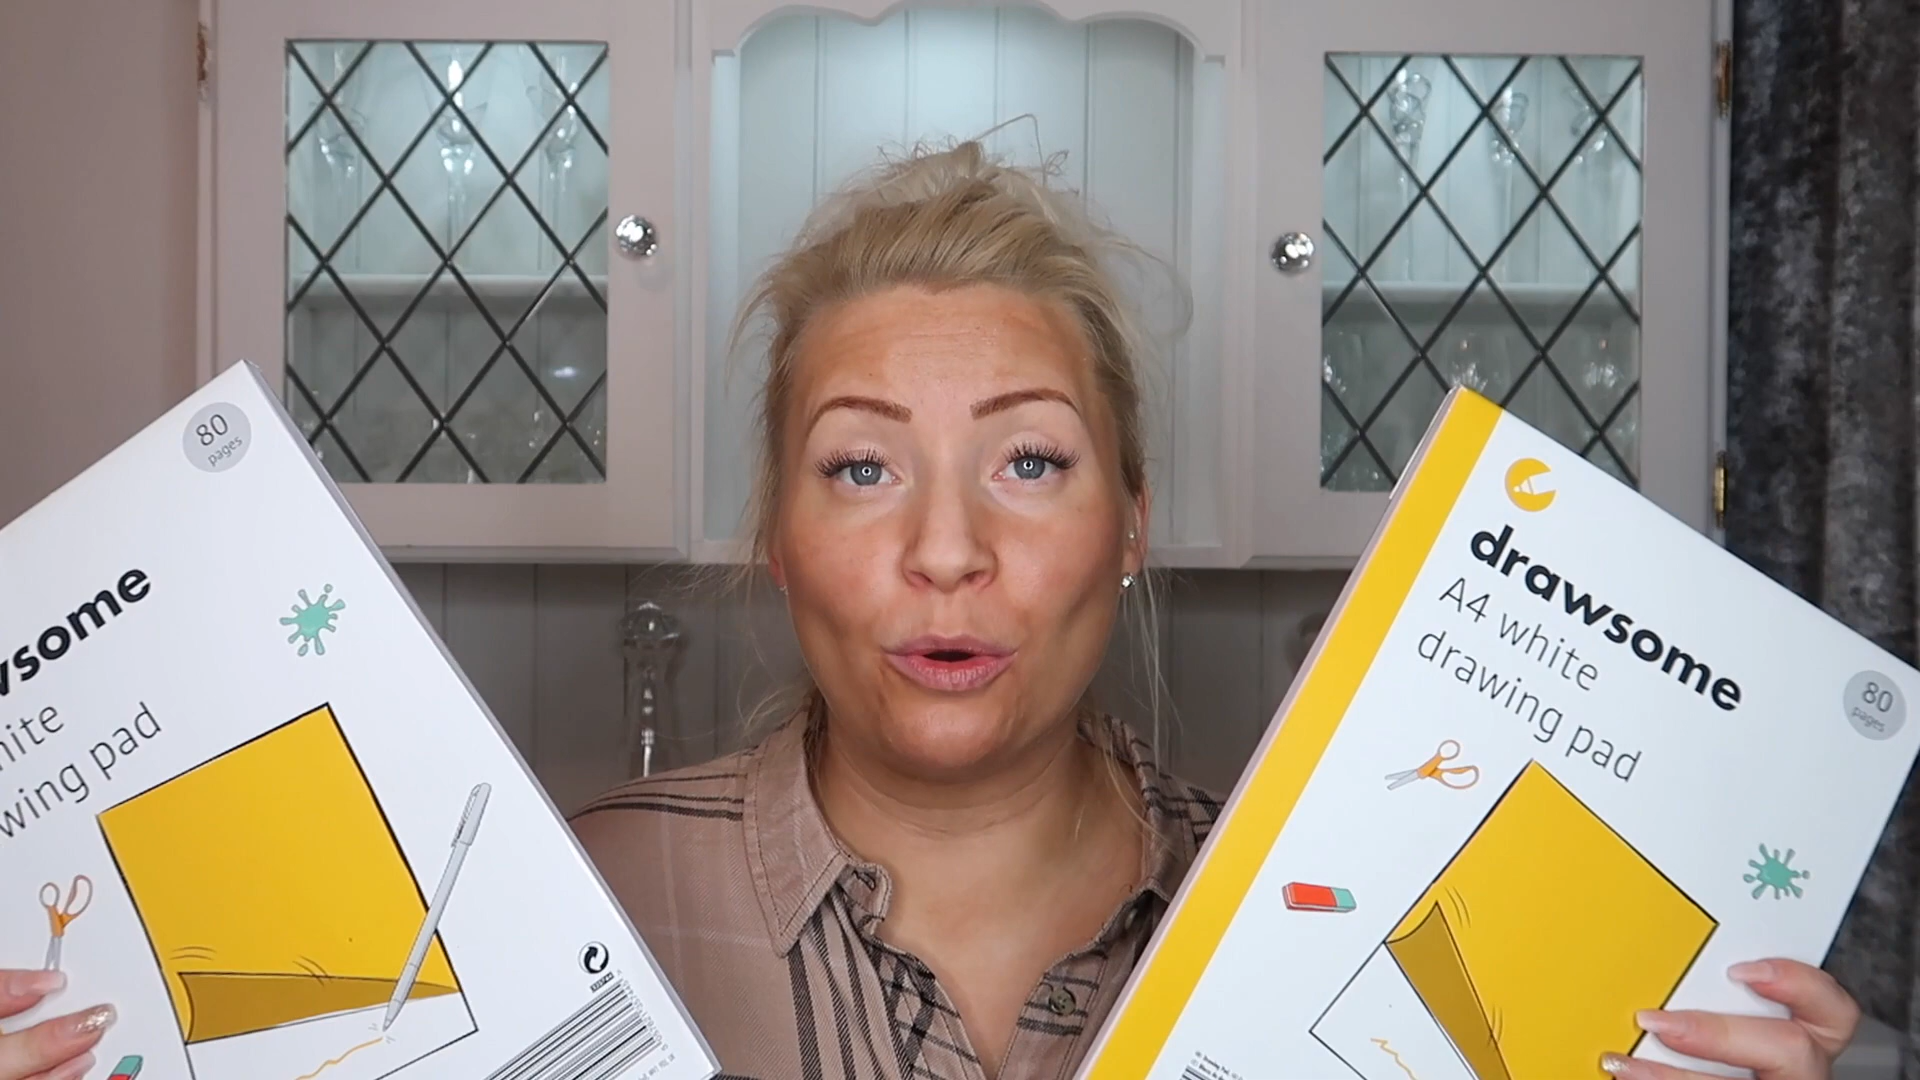 80
pages
wsome
hite
wing pad
drawsome
A4 white
drawing pad
80
pages